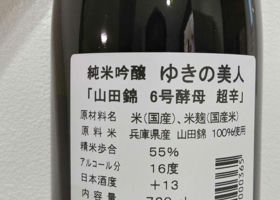 純米吟醸 ゆきの美人
「山田錦 6号酵母 超辛」
原材料名 米(国産)、米麹(国産米)
原料米 兵庫県産 山田錦 100%使用
精米歩合 55%
アルコール分 16度
日本酒度 +13
内容量
000365